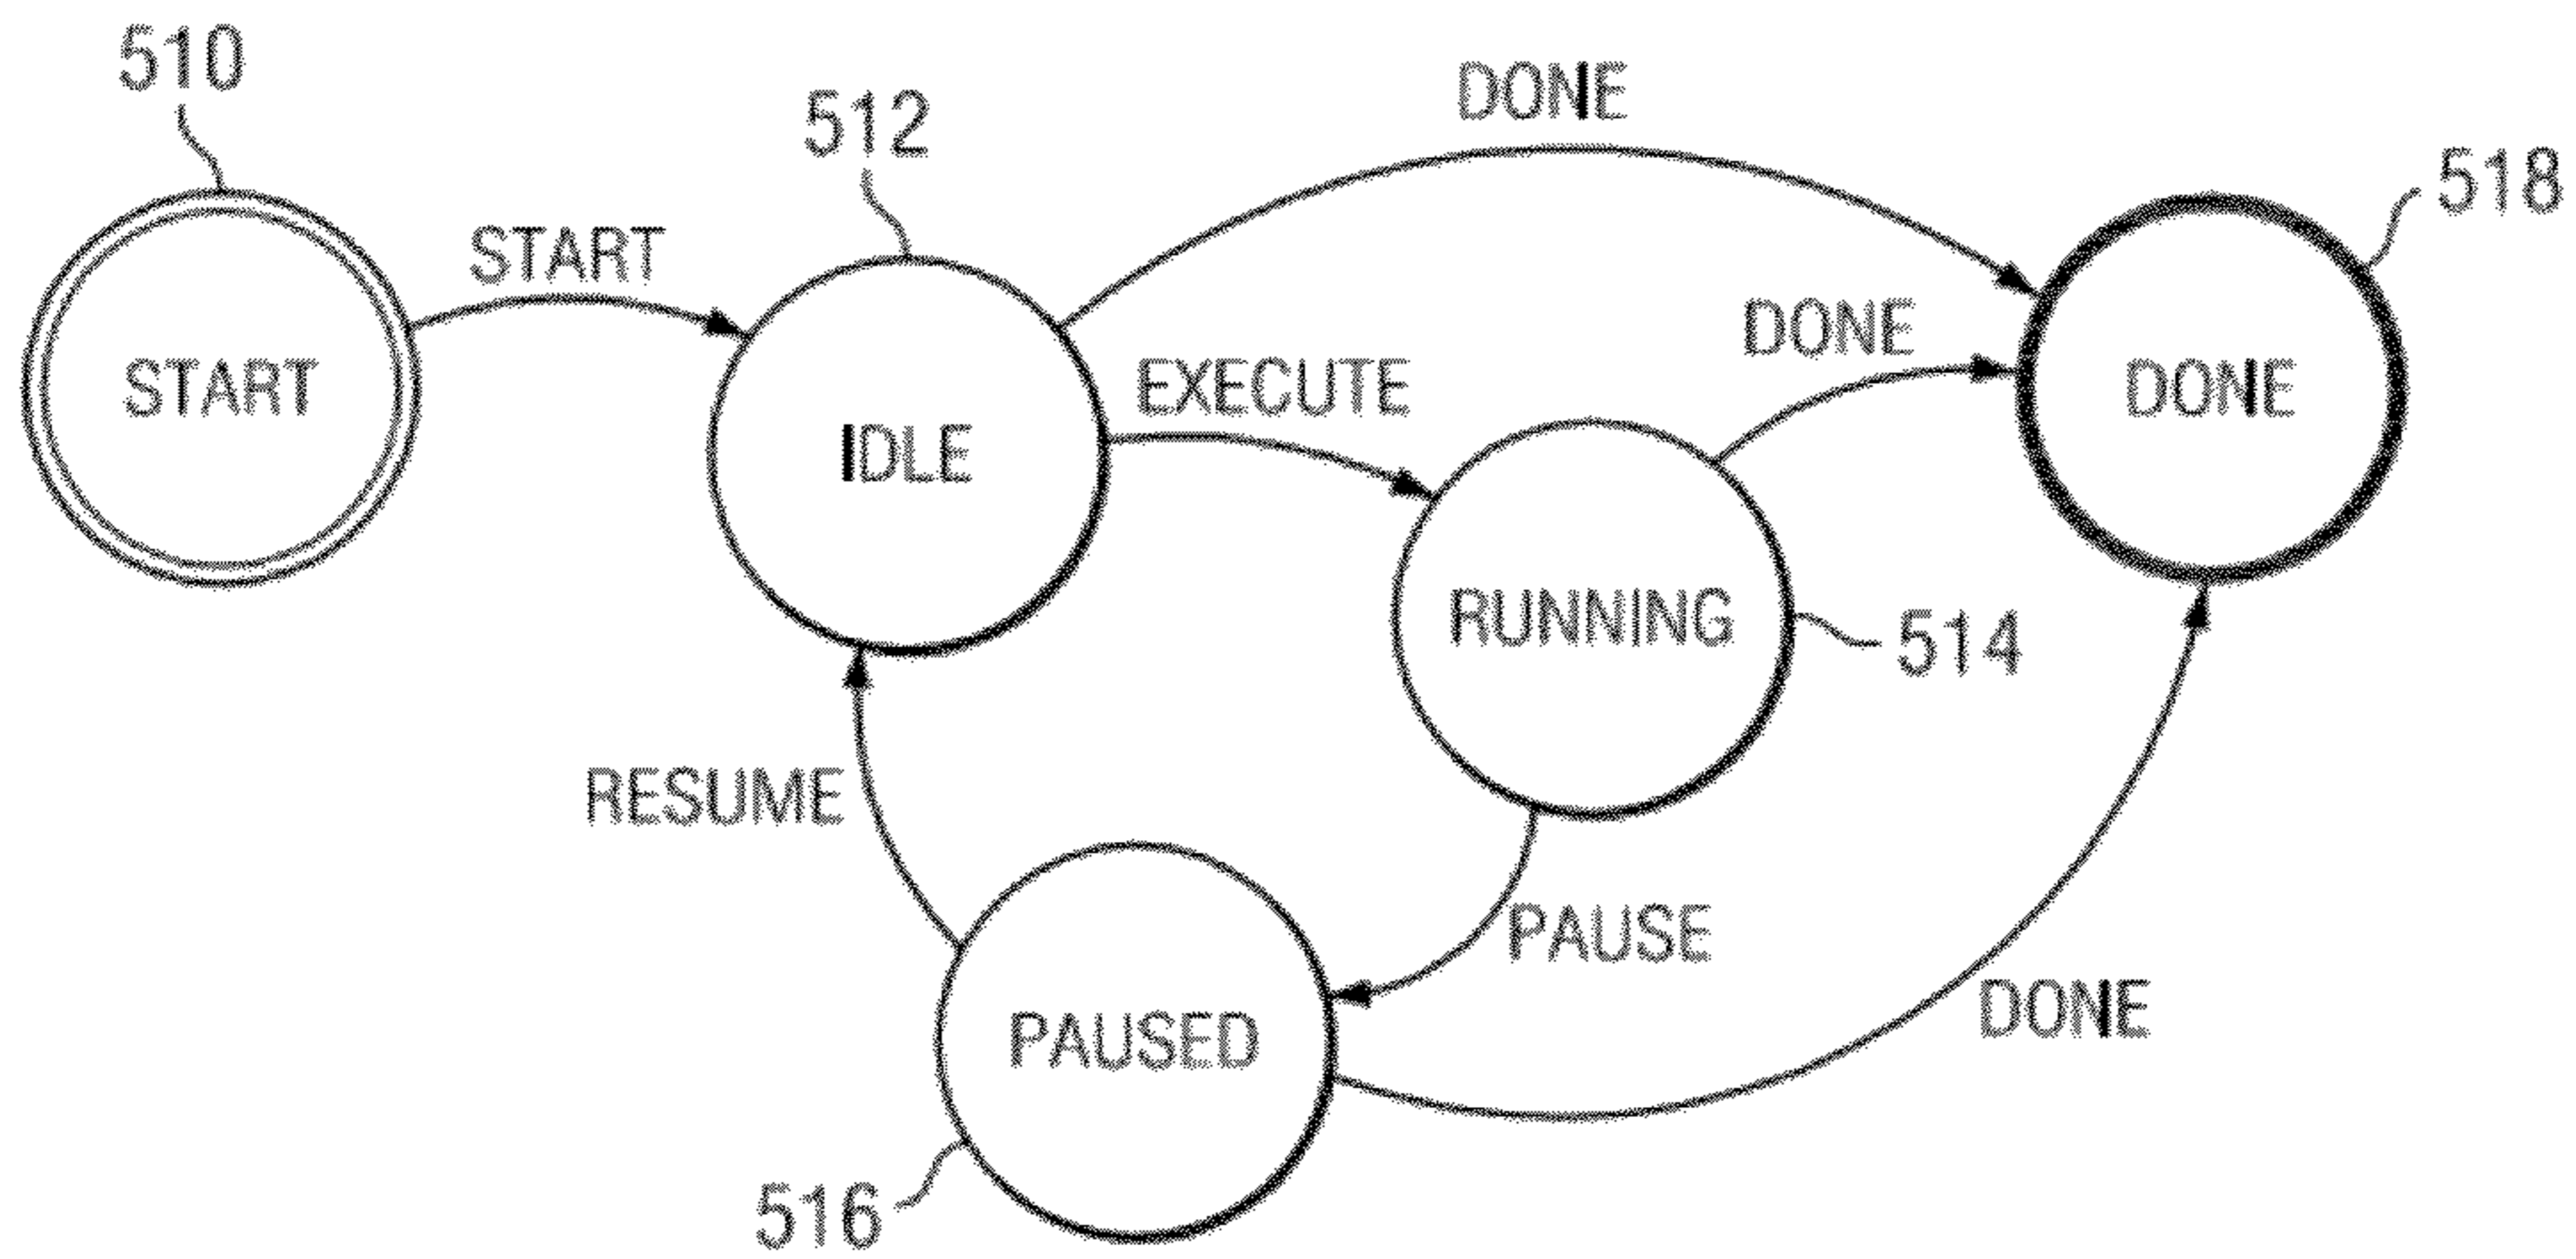 510
512
DONE
518
START
DONE
START
EXECUTE
DONE
IDLE
RUNNING
514
RESUME
PAUSE
PAUSED
DONE
516